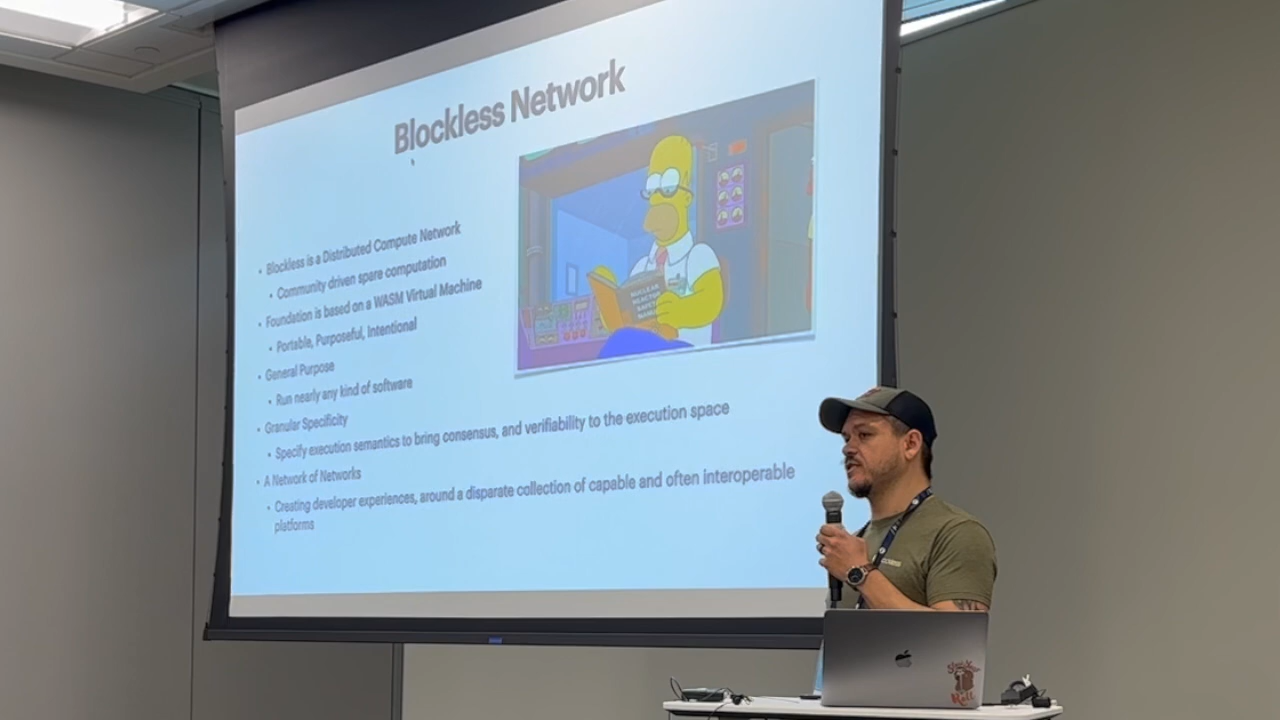 Blockless Network
• Blockless is a Distributed Compute Network
• Community driven spare computation
• Foundation is based on a WASM Virtual Machine
• Portable, Purposeful, Intentional
• General Purpose
• Run nearly any kind of software
• Granular Specificity
• Specify execution semantics to bring consensus, and verifiability to the execution space
• A Network of Networks
• Creating developer experiences, around a disparate collection of capable and often interoperable
platforms
NUCLEAR
REACTOR
SAFETY
MANUAL